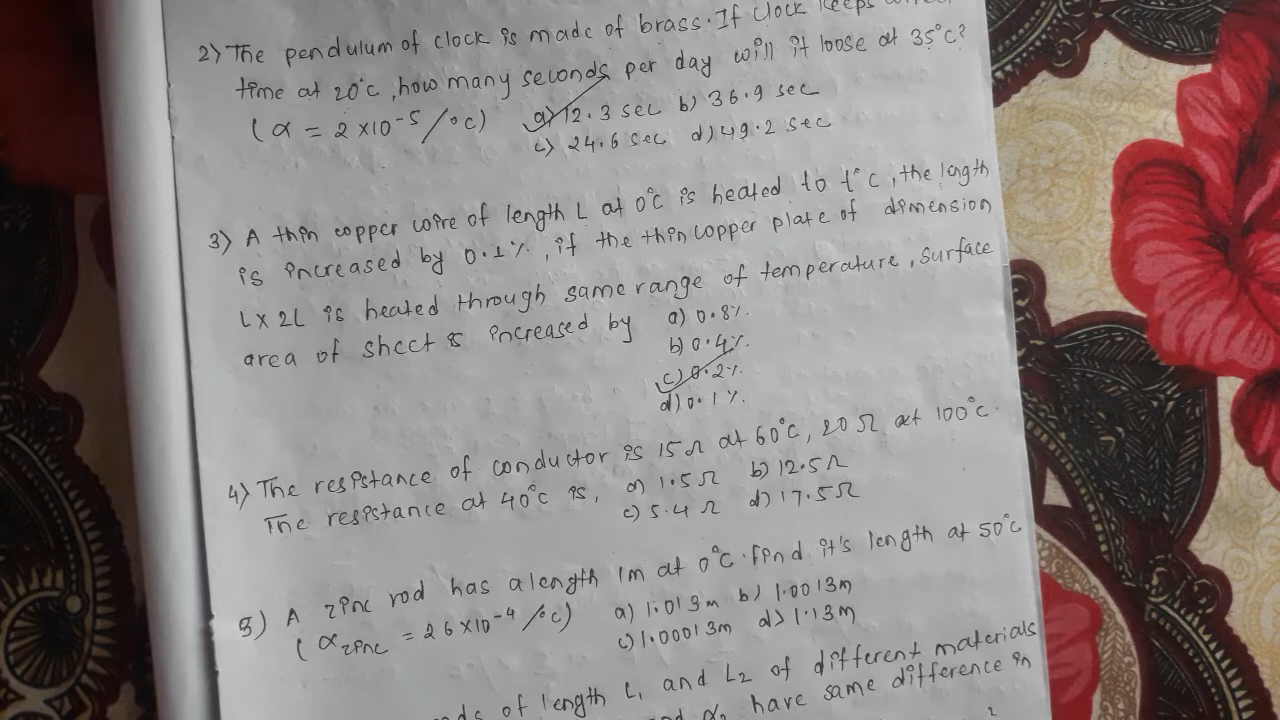 2) The pendulum of clock is made of brass. If clock keeps
time at 20°c, how many seconds per day will it loose at 35°c?
(α = 2 x10⁻⁵/°c) a) 12.3 sec b) 36.9 sec
c) 24.6 sec d) 49.2 sec
3) A thin copper wire of length L at 0°c is heated to t°c, the lagth
is increased by 0.1%, if the thin copper plate of dimension
L x 2L is heated through same range of temperature, surface
area of sheet is increased by a) 0.8%.
b) 0.4%.
c) 0.2%.
d) 0.1%.
4) The resistance of conductor is 15Ω at 60°c, 20Ω at 100°c.
The resistance at 40°c is, a) 1.5Ω b) 12.5Ω
c) 5.4Ω d) 17.5Ω
5) A zinc rod has a length 1m at 0°c. find it's length at 50°c
(α zinc = 26x10⁻⁴/°c) a) 1.013m b) 1.0013m
c) 1.00013m d) 1.13m
of length L₁ and L₂ of different materials
α₂ have same difference in
2